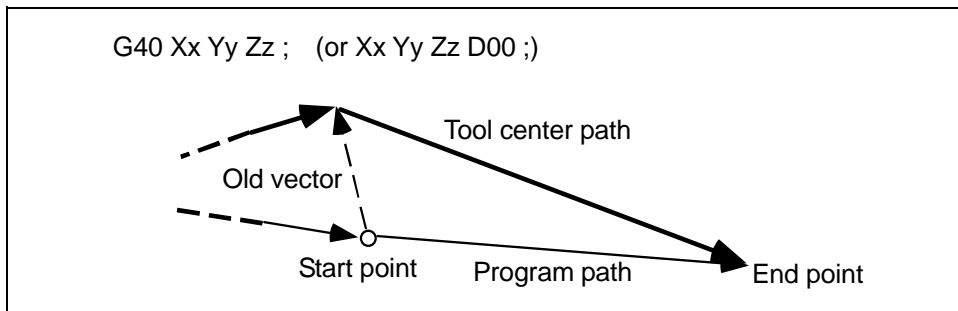 G40 Xx Yy Zz ; (or Xx Yy Zz D00 ;)
Tool center path
Old vector
Start point
Program path
End point